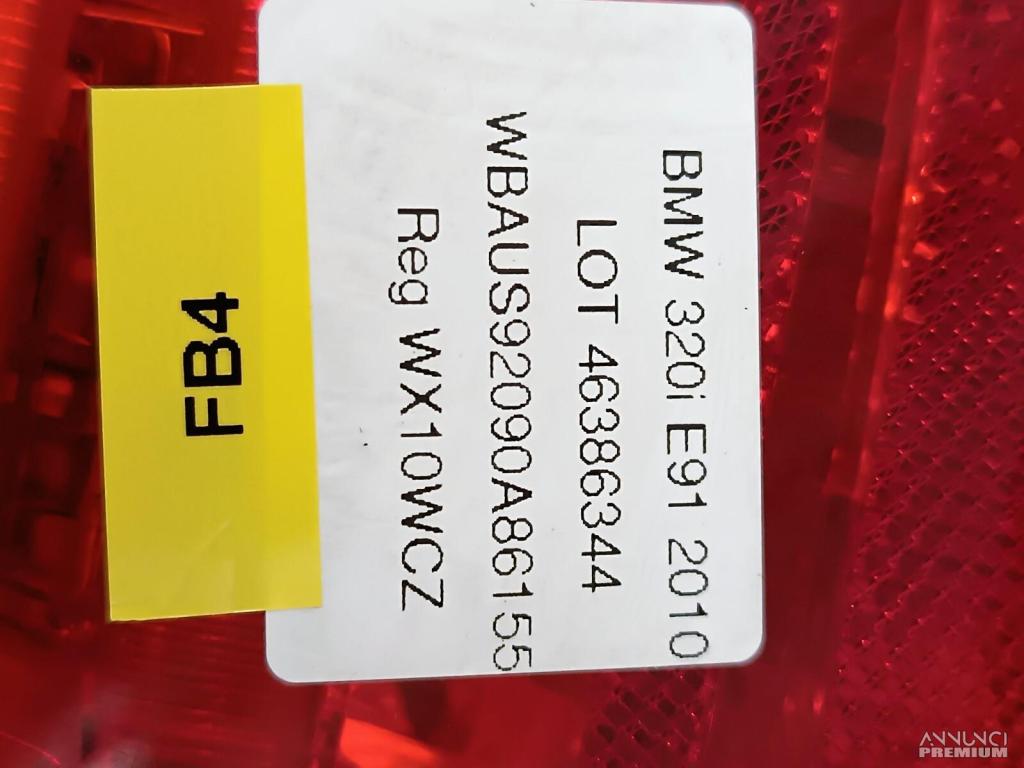 BMW 320i E91 2010
LOT 46386344
WBAUS92090A86155
Reg WX10WCZ
FB4
ANNUNCI
PREMIUM